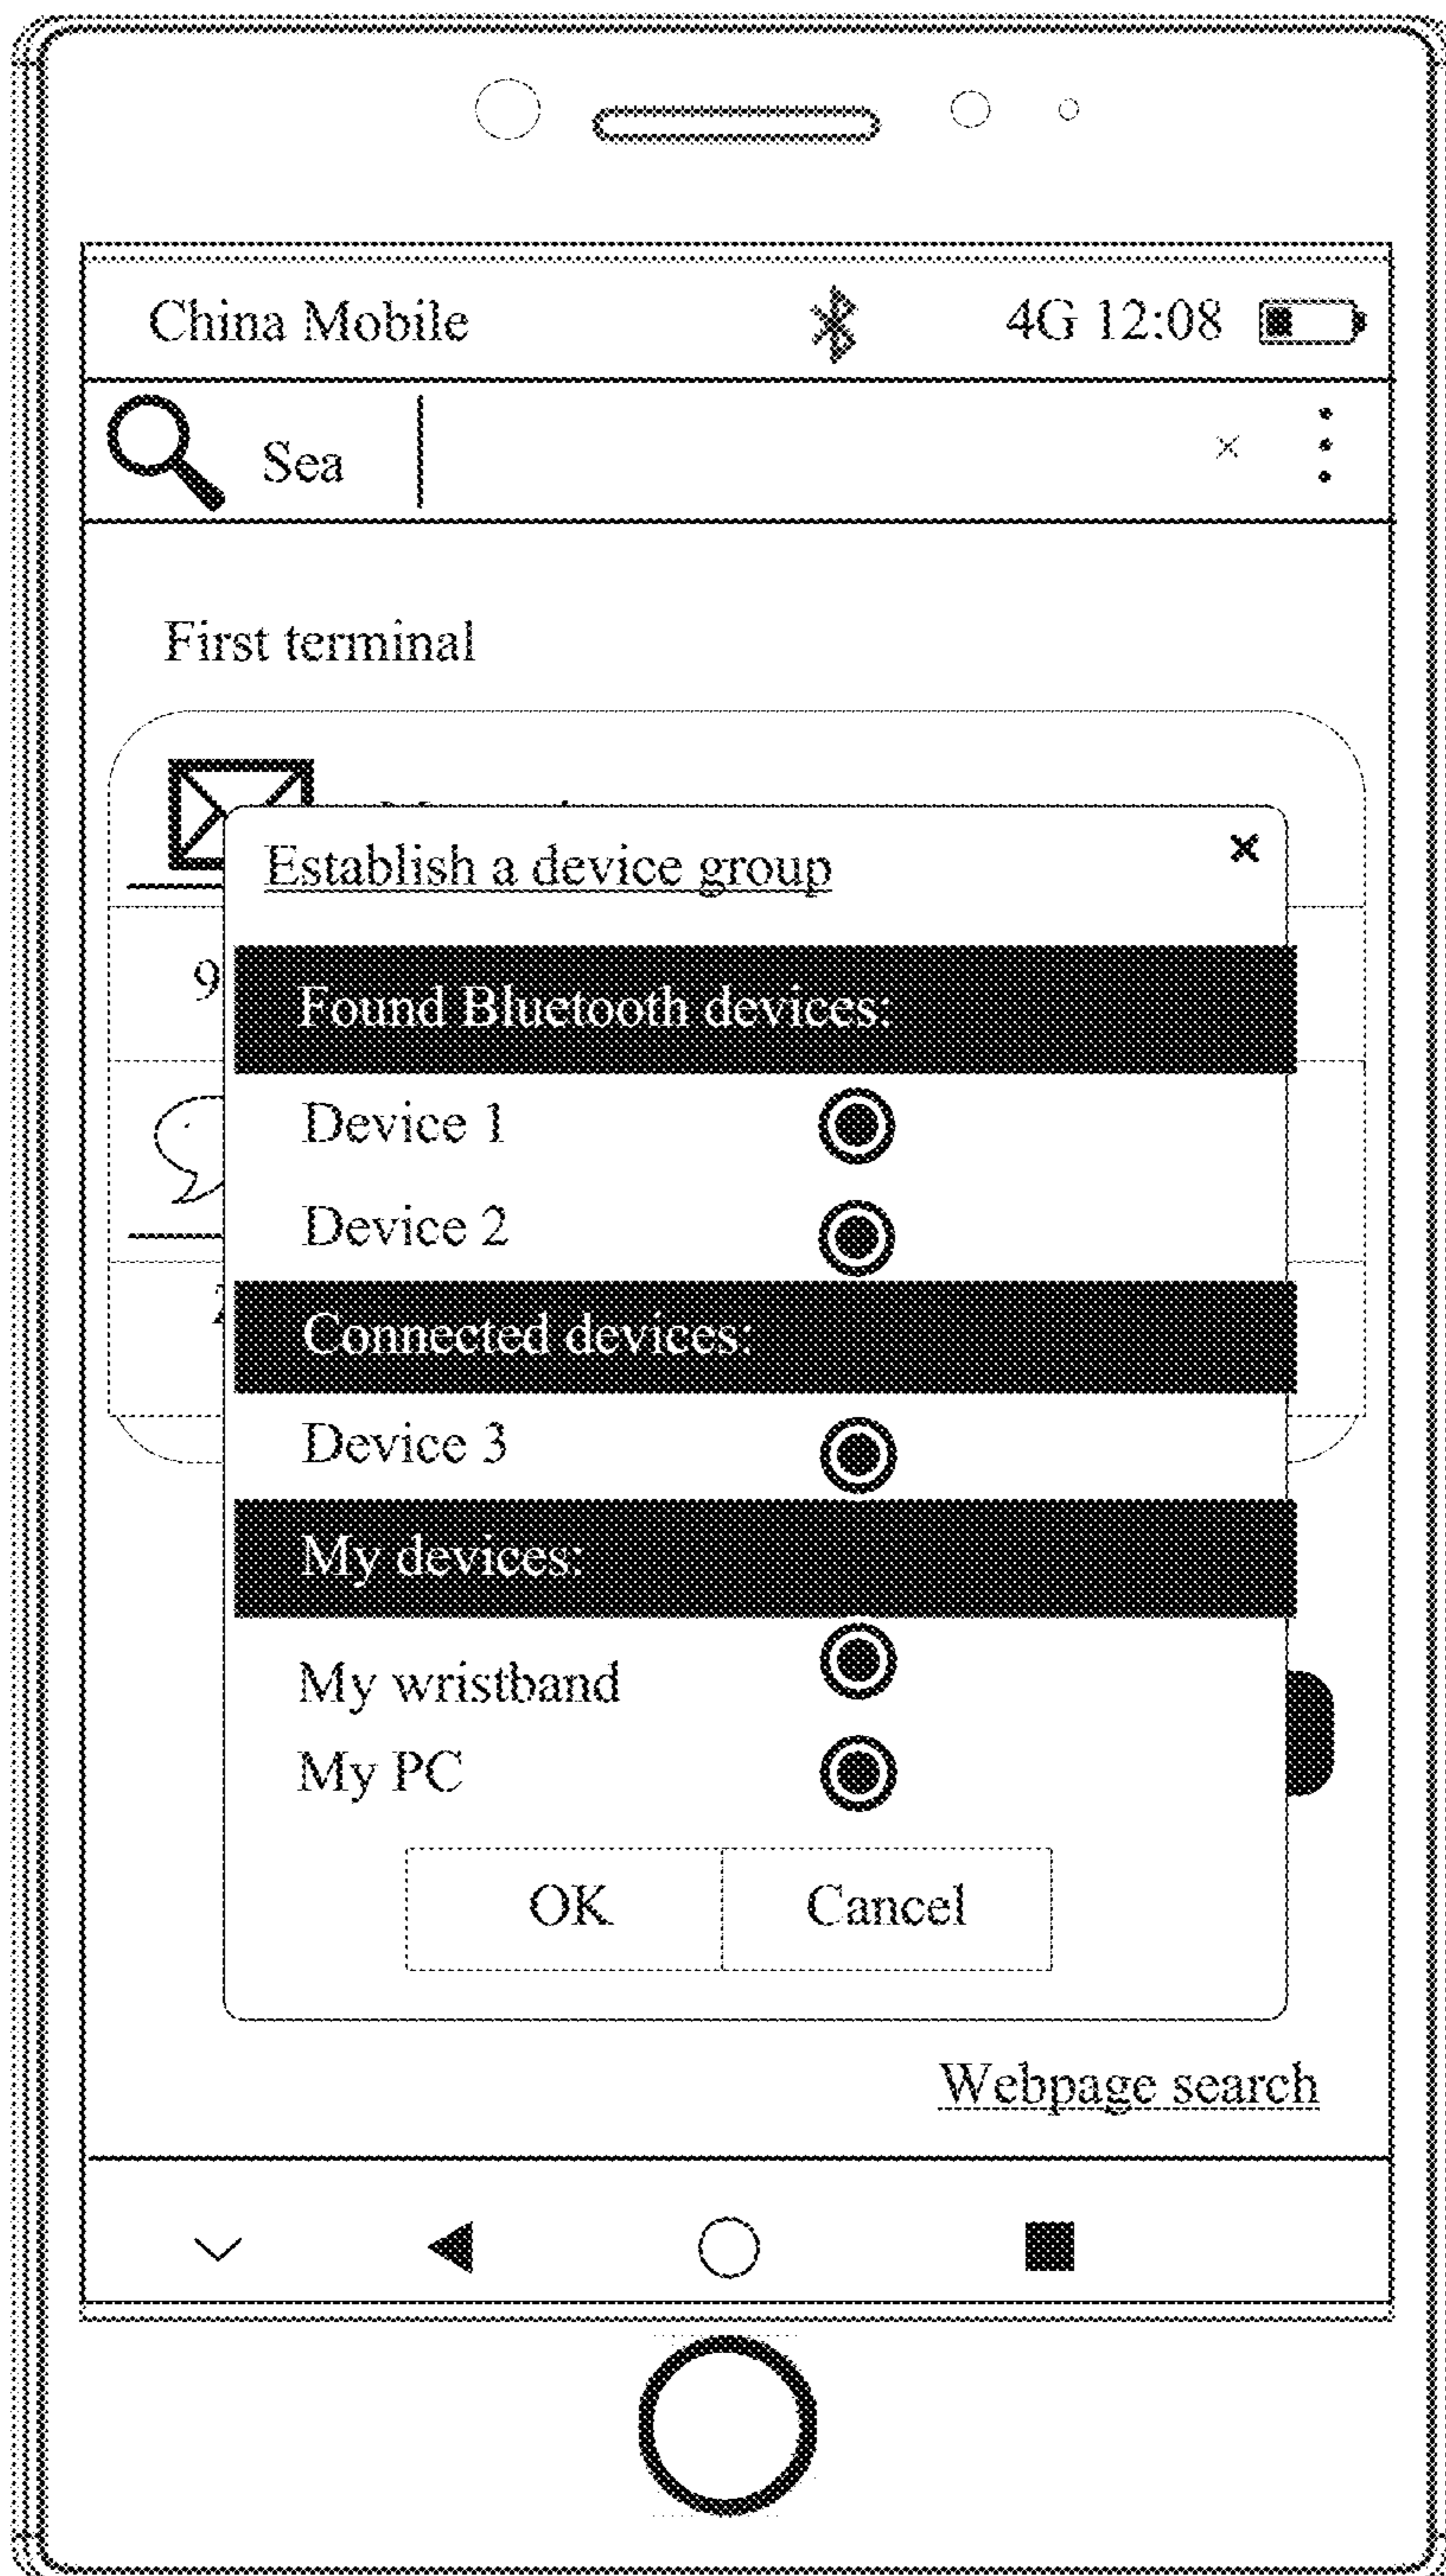 China Mobile 4G 12:08
Sea
First terminal
Establish a device group
9
Found Bluetooth devices:
Device 1
Device 2
Connected devices:
Device 3
My devices:
My wristband
My PC
OK Cancel
Webpage search